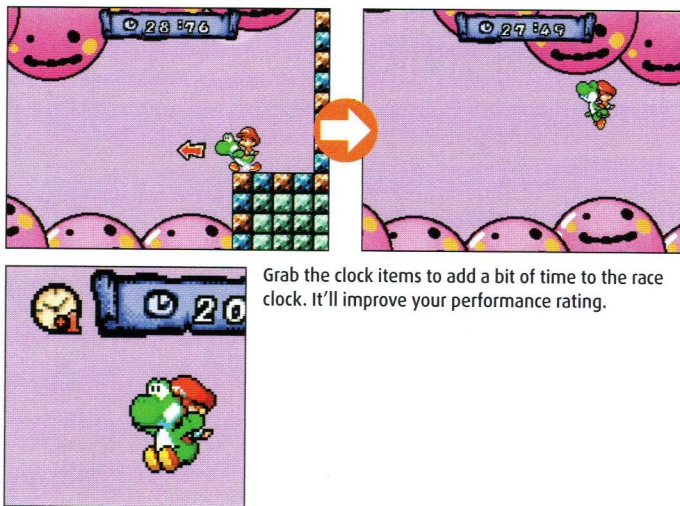 28:76
27:49
+1
20
Grab the clock items to add a bit of time to the race
clock. It'll improve your performance rating.